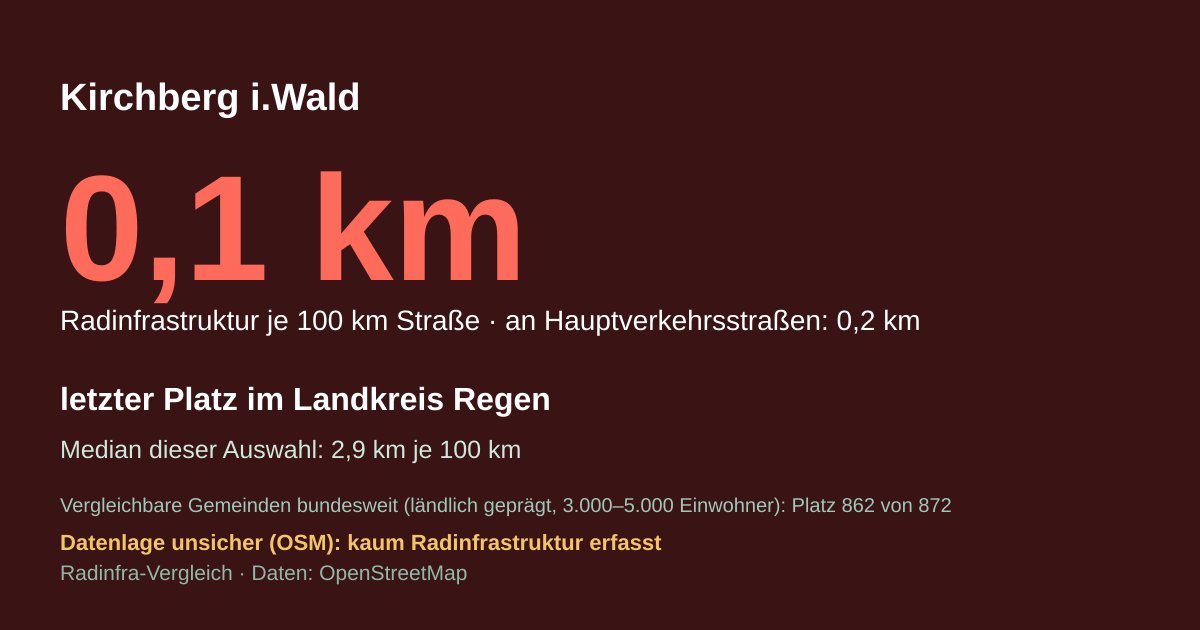 Kirchberg i.Wald
0,1 km
Radinfrastruktur je 100 km Straße · an Hauptverkehrsstraßen: 0,2 km
letzter Platz im Landkreis Regen
Median dieser Auswahl: 2,9 km je 100 km
Vergleichbare Gemeinden bundesweit (ländlich geprägt, 3.000–5.000 Einwohner): Platz 862 von 872
Datenlage unsicher (OSM): kaum Radinfrastruktur erfasst
Radinfra-Vergleich · Daten: OpenStreetMap